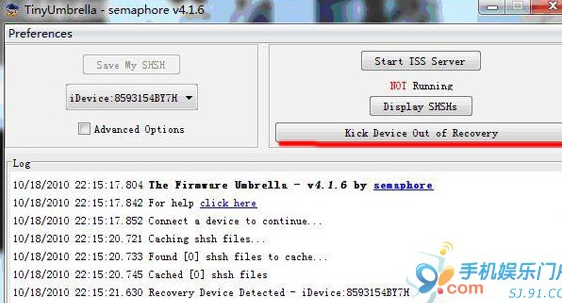 TinyUmbrella - semaphore v4.1.6
Preferences
Save My SHSH
Start TSS Server
NOT Running
iDevice:8593154BY7H
Display SHSHs
Advanced Options
Kick Device Out of Recovery
Log
10/18/2010 22:15:17.804 The Firmware Umbrella - v4.1.6 by semaphore
10/18/2010 22:15:17.842 For help click here
10/18/2010 22:15:17.852 Connect a device to continue...
10/18/2010 22:15:20.721 Caching shsh files...
10/18/2010 22:15:20.733 Found [0] shsh files to cache...
10/18/2010 22:15:20.745 Cached [0] shsh files
10/18/2010 22:15:21.630 Recovery Device Detected - iDevice:8593154BY7H
手机娱乐门户
SJ.91.CO